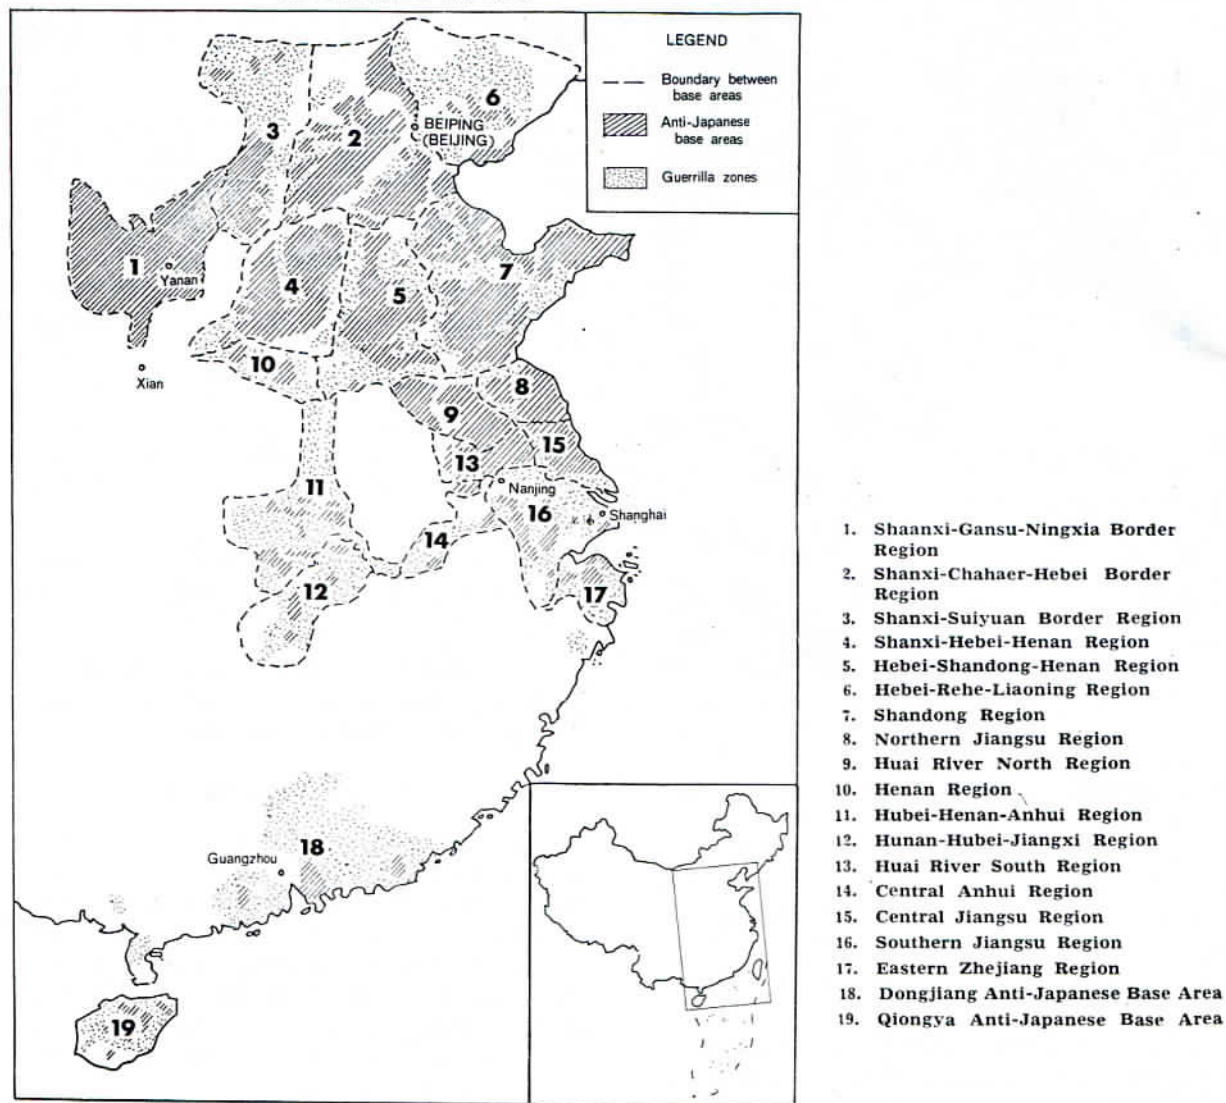 LEGEND
Boundary between
base areas
Anti-Japanese
base areas
Guerrilla zones
6
BEIPING
(BEIJING)
3
2
1
Yanan
4
5
7
10
Xian
8
9
15
13
Nanjing
11
16
Shanghai
14
12
17
18
Guangzhou
19
1. Shaanxi-Gansu-Ningxia Border
Region
2. Shanxi-Chahaer-Hebei Border
Region
3. Shanxi-Suiyuan Border Region
4. Shanxi-Hebei-Henan Region
5. Hebei-Shandong-Henan Region
6. Hebei-Rehe-Liaoning Region
7. Shandong Region
8. Northern Jiangsu Region
9. Huai River North Region
10. Henan Region
11. Hubei-Henan-Anhui Region
12. Hunan-Hubei-Jiangxi Region
13. Huai River South Region
14. Central Anhui Region
15. Central Jiangsu Region
16. Southern Jiangsu Region
17. Eastern Zhejiang Region
18. Dongjiang Anti-Japanese Base Area
19. Qiongya Anti-Japanese Base Area